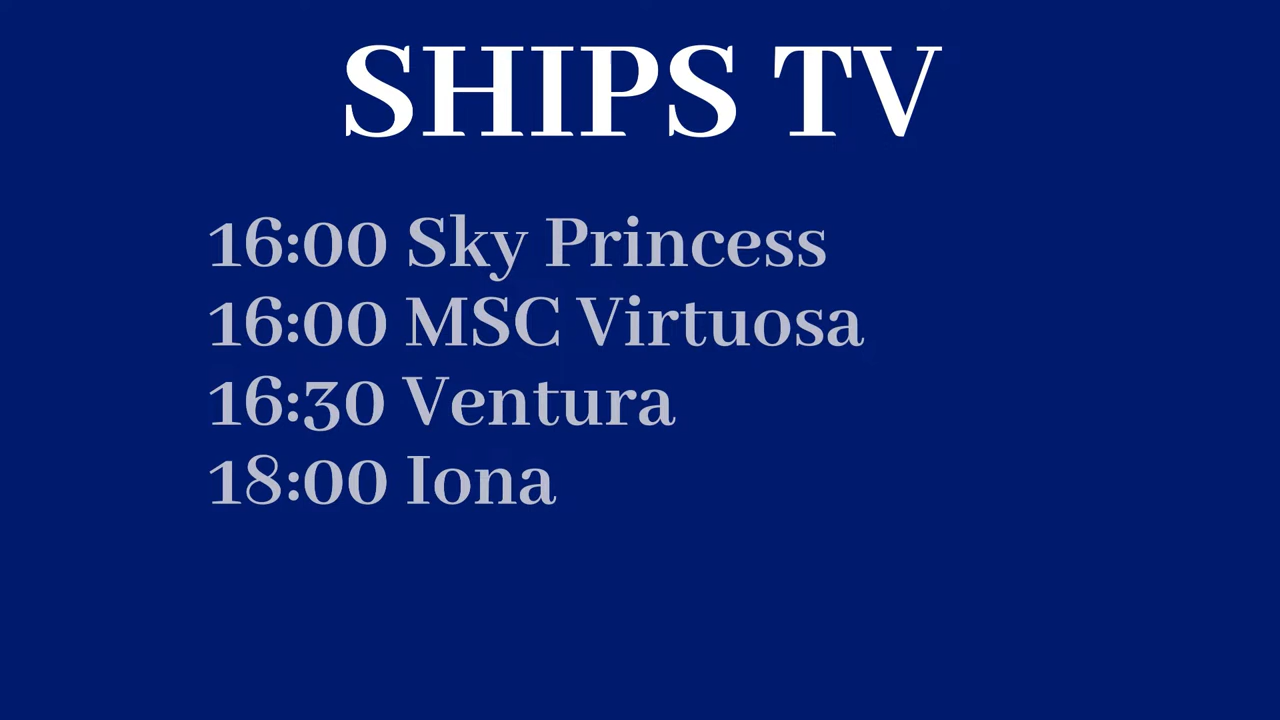 SHIPS TV
16:00 Sky Princess
16:00 MSC Virtuosa
16:30 Ventura
18:00 Iona